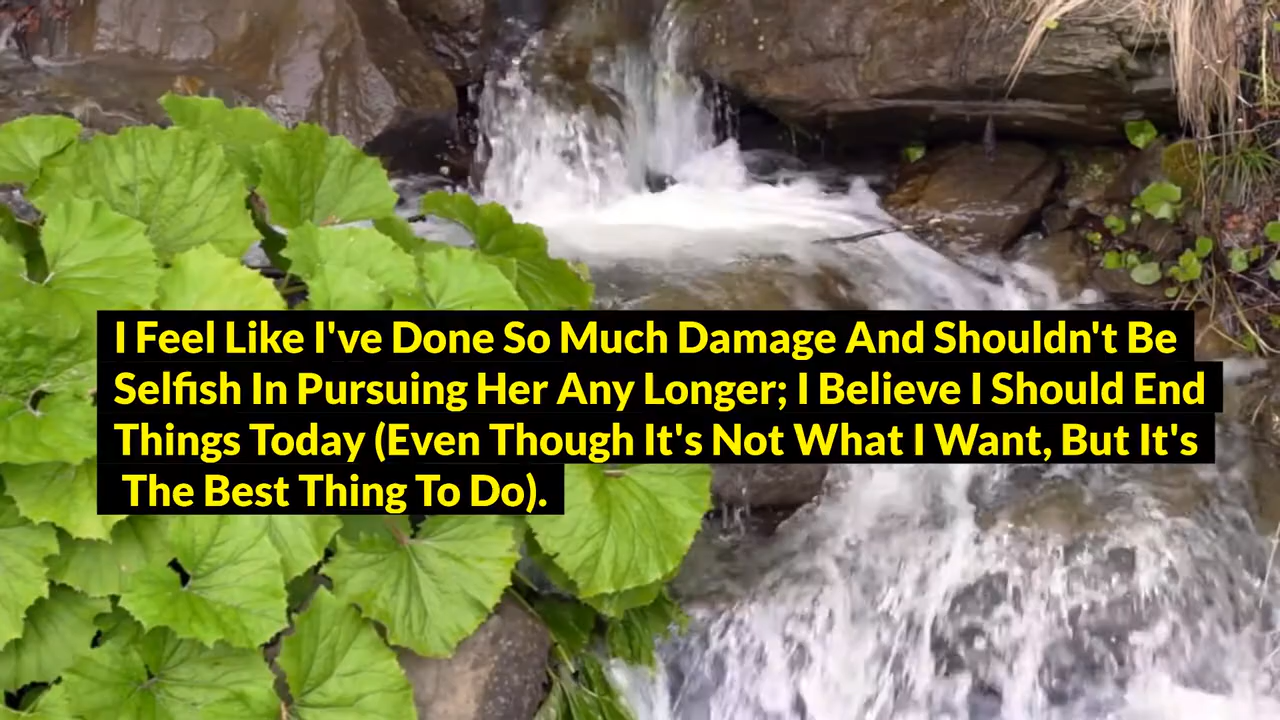 I Feel Like I've Done So Much Damage And Shouldn't Be
Selfish In Pursuing Her Any Longer; I Believe I Should End
Things Today (Even Though It's Not What I Want, But It's
The Best Thing To Do).